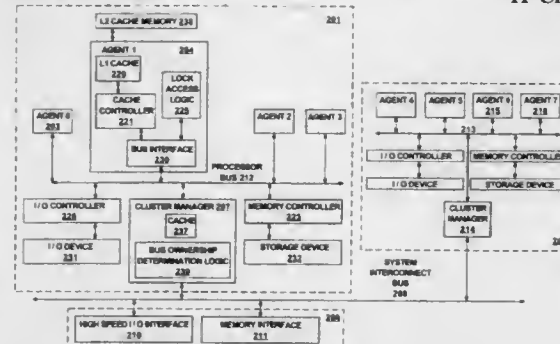 L2 CACHE MEMORY 238
201
AGENT 1 204
L1 CACHE
229
LOCK
ACCESS
LOGIC
225
CACHE
CONTROLLER
221
BUS INTERFACE
220
AGENT 0
203
AGENT 2
AGENT 3
PROCESSOR
BUS 212
I/O CONTROLLER
CLUSTER MANAGER 207
CACHE
237
BUS OWNERSHIP
DETERMINATION LOGIC
239
MEMORY CONTROLLER
I/O DEVICE
231
STORAGE DEVICE
232
AGENT 4
AGENT 5
AGENT 6
215
AGENT 7
216
213
I/O CONTROLLER
MEMORY CONTROLLER
I/O DEVICE
STORAGE DEVICE
CLUSTER
MANAGER
214
SYSTEM
INTERCONNECT
BUS
HIGH SPEED I/O INTERFACE
210
MEMORY INTERFACE
211